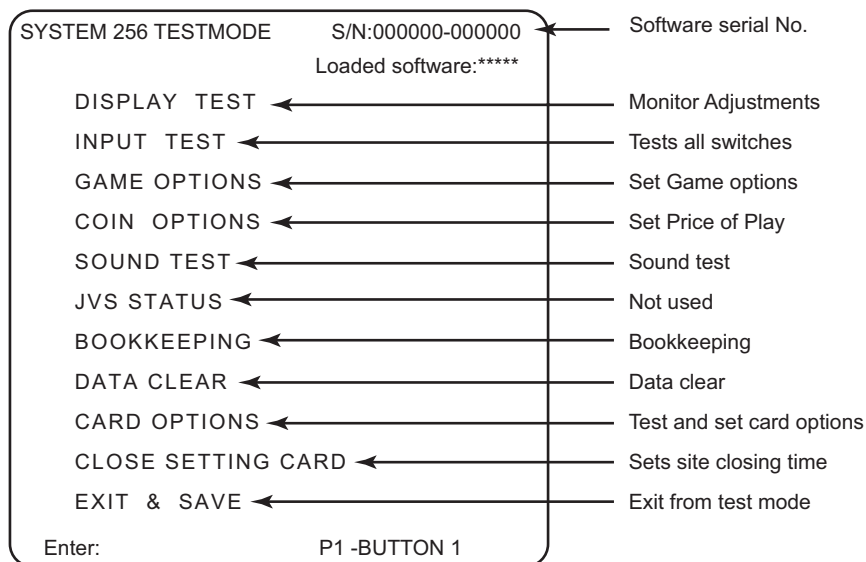 SYSTEM 256 TESTMODE S/N:000000-000000 Software serial No.
Loaded software:*****
DISPLAY TEST Monitor Adjustments
INPUT TEST Tests all switches
GAME OPTIONS Set Game options
COIN OPTIONS Set Price of Play
SOUND TEST Sound test
JVS STATUS Not used
BOOKKEEPING Bookkeeping
DATA CLEAR Data clear
CARD OPTIONS Test and set card options
CLOSE SETTING CARD Sets site closing time
EXIT & SAVE Exit from test mode
Enter: P1 -BUTTON 1